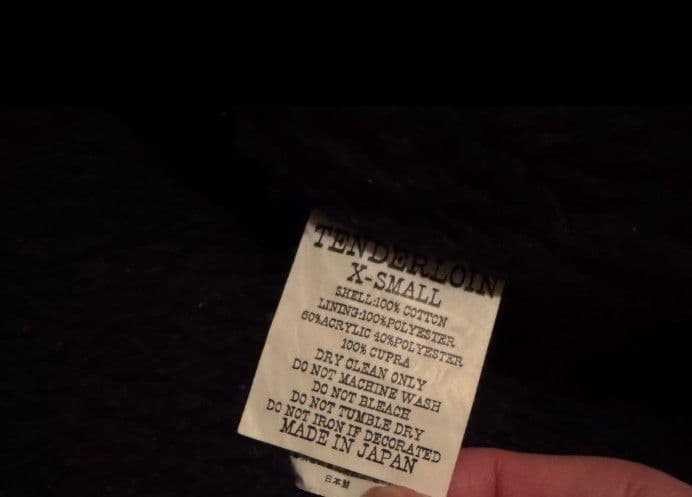 TENDERLOIN
X-SMALL
SHELL:100% COTTON
LINING:100%POLYESTER
60%ACRYLIC 40%POLYESTER
100% CUPRA
DRY CLEAN ONLY
DO NOT MACHINE WASH
DO NOT BLEACH
DO NOT TUMBLE DRY
DO NOT IRON IF DECORATED
MADE IN JAPAN
日本製